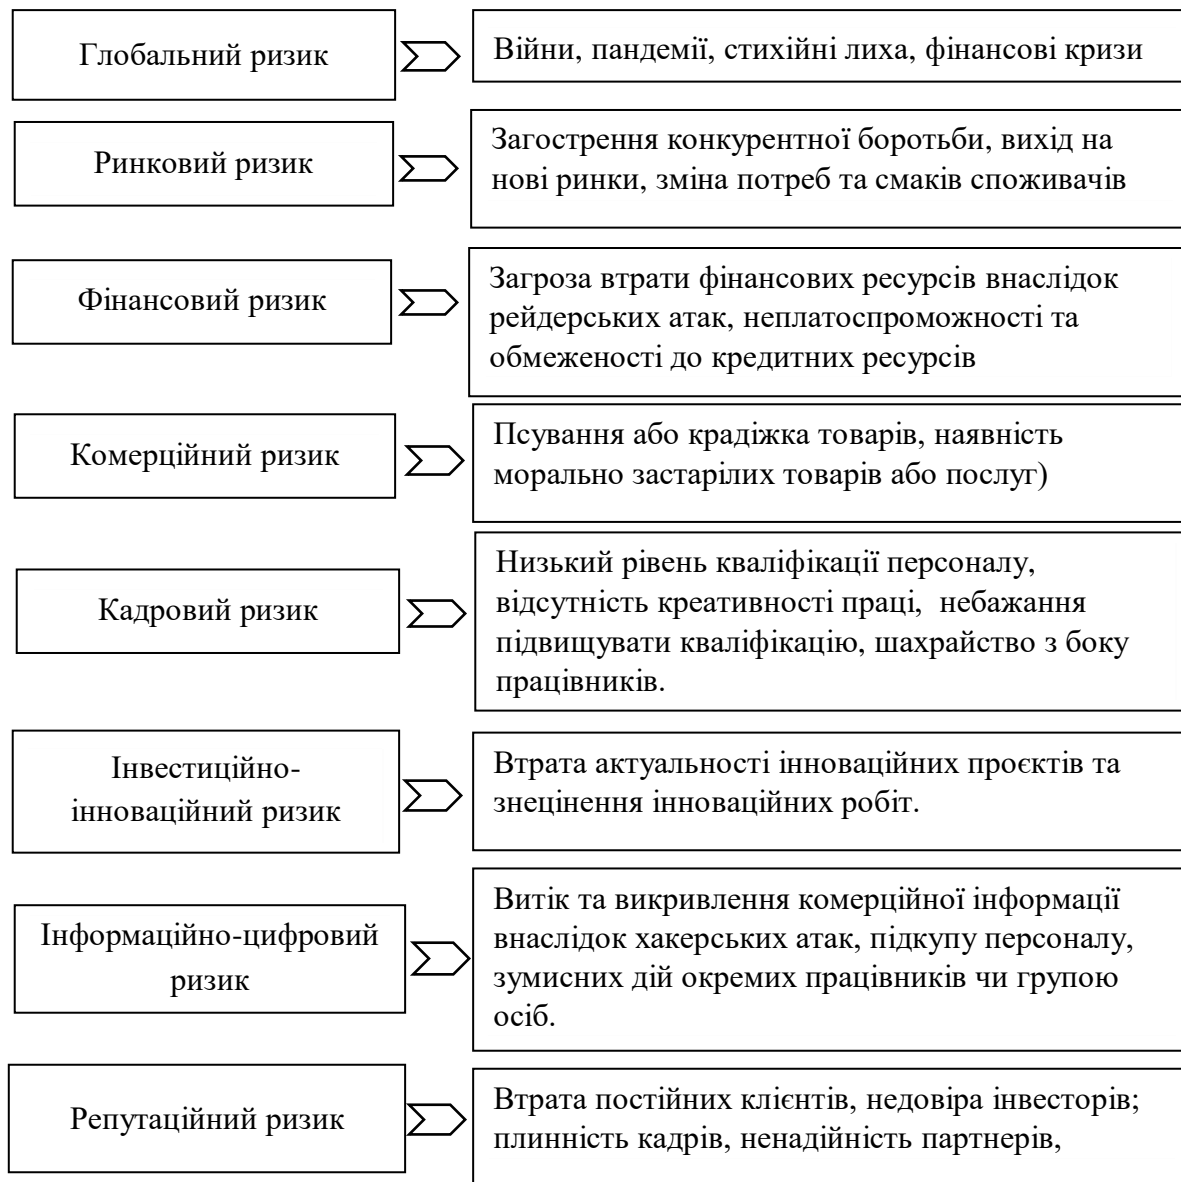 Глобальний ризик
Війни, пандемії, стихійні лиха, фінансові кризи
Ринковий ризик
Загострення конкурентної боротьби, вихід на
нові ринки, зміна потреб та смаків споживачів
Фінансовий ризик
Загроза втрати фінансових ресурсів внаслідок
рейдерських атак, неплатоспроможності та
обмеженості до кредитних ресурсів
Комерційний ризик
Псування або крадіжка товарів, наявність
морально застарілих товарів або послуг)
Кадровий ризик
Низький рівень кваліфікації персоналу,
відсутність креативності праці, небажання
підвищувати кваліфікацію, шахрайство з боку
працівників.
Інвестиційно-
інноваційний ризик
Втрата актуальності інноваційних проєктів та
знецінення інноваційних робіт.
Інформаційно-цифровий
ризик
Витік та викривлення комерційної інформації
внаслідок хакерських атак, підкупу персоналу,
зумисних дій окремих працівників чи групою
осіб.
Репутаційний ризик
Втрата постійних клієнтів, недовіра інвесторів;
плинність кадрів, ненадійність партнерів,